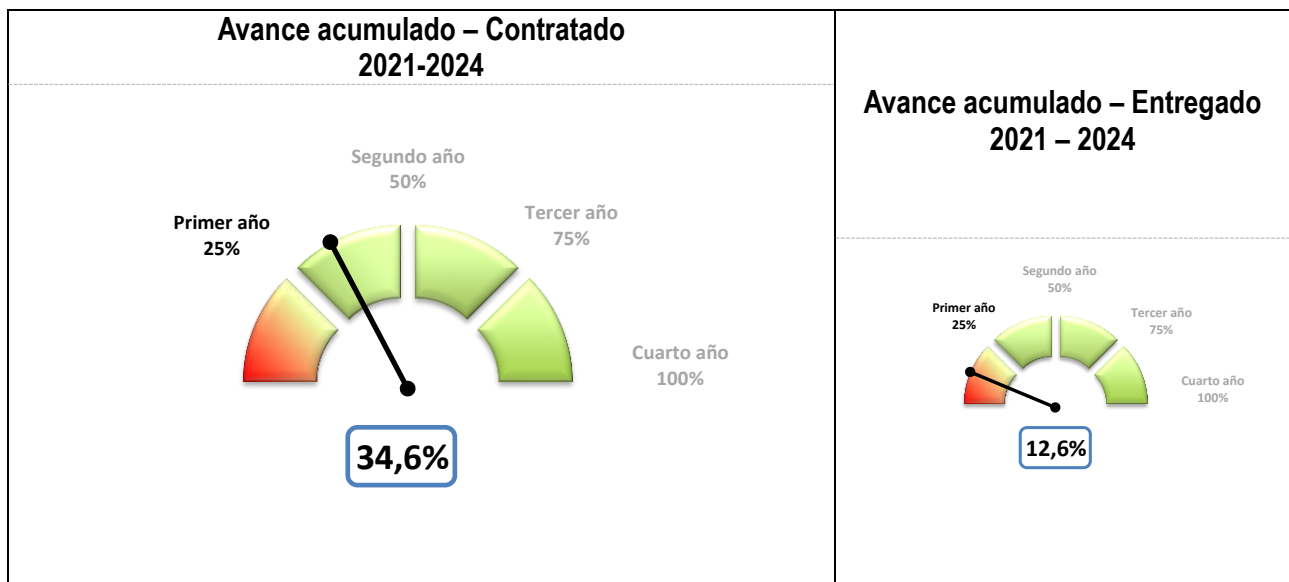 Avance acumulado – Contratado
2021-2024
Segundo año
50%
Primer año
25%
Tercer año
75%
Cuarto año
100%
34,6%
Avance acumulado – Entregado
2021 – 2024
Segundo año
50%
Primer año
25%
Tercer año
75%
Cuarto año
100%
12,6%